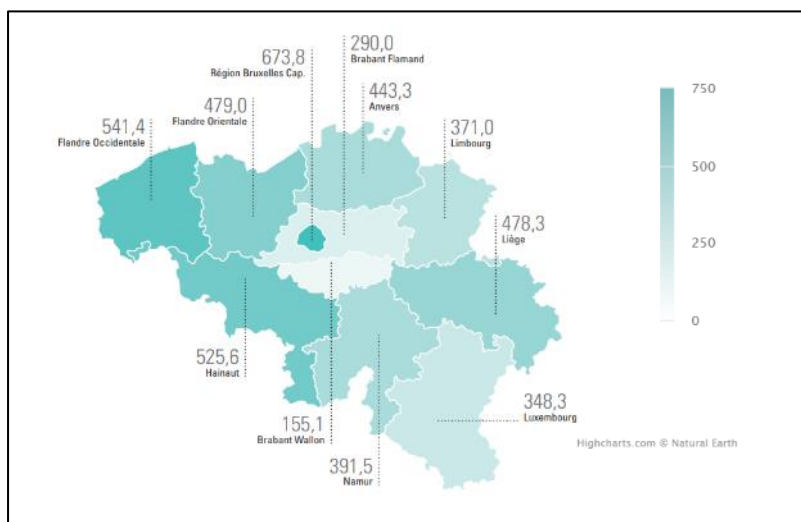 673,8
Région Bruxelles Cap.
290,0
Brabant Flamand
479,0
Flandre Orientale
443,3
Anvers
541,4
Flandre Occidentale
371,0
Limbourg
478,3
Liège
525,6
Hainaut
155,1
Brabant Wallon
391,5
Namur
348,3
Luxembourg
750
500
250
0
Highcharts.com © Natural Earth